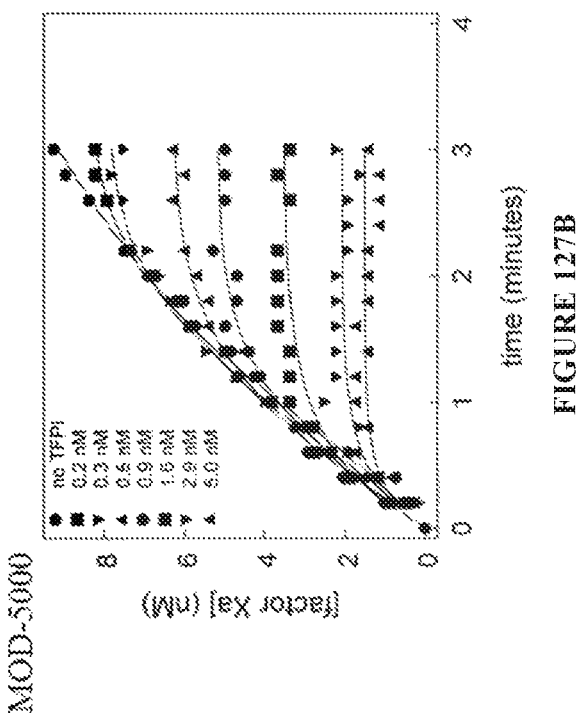 MOD-5000
[factor Xa] (nM)
8
6
4
2
0
no TFPI
0.2 nM
0.3 nM
0.6 nM
0.9 nM
1.6 nM
2.9 nM
5.0 nM
0
1
2
3
4
time (minutes)
FIGURE 127B